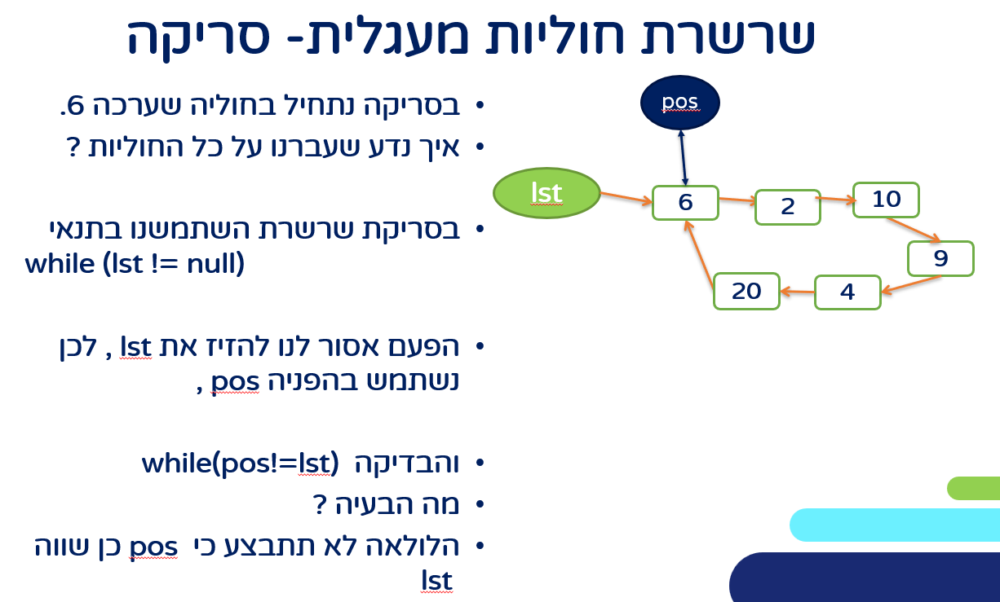 שרשרת חוליות מעגלית- סריקה
• בסריקה נתחיל בחוליה שערכה 6.
• איך נדע שעברנו על כל החוליות ?
• בסריקת שרשרת השתמשנו בתנאי
while (lst != null)
• הפעם אסור לנו להזיז את lst , לכן
נשתמש בהפניה pos ,
• והבדיקה while(pos!=lst)
• מה הבעיה ?
• הלולאה לא תתבצע כי pos כן שווה
lst
pos
lst
6
2
10
9
4
20